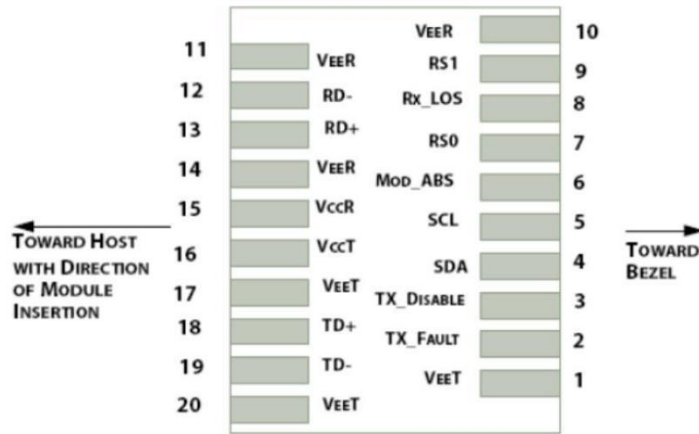 11 VEER
12 RD-
13 RD+
14 VEER
15 VCCR
16 VCCT
17 VEET
18 TD+
19 TD-
20 VEET
VEER 10
RS1 9
RX_LOS 8
RS0 7
MOD_ABS 6
SCL 5
SDA 4
TX_DISABLE 3
TX_FAULT 2
VEET 1
TOWARD HOST
WITH DIRECTION
OF MODULE
INSERTION
TOWARD
BEZEL